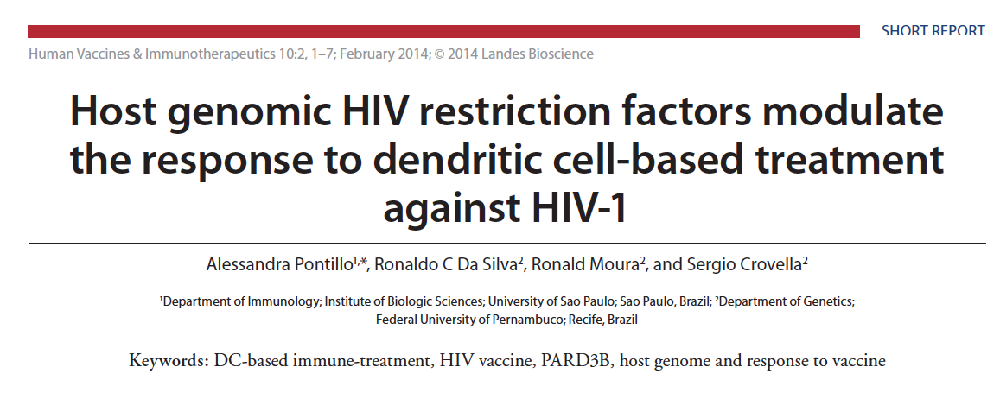 SHORT REPORT
Human Vaccines & Immunotherapeutics 10:2, 1–7; February 2014; © 2014 Landes Bioscience
Host genomic HIV restriction factors modulate
the response to dendritic cell-based treatment
against HIV-1
Alessandra Pontillo¹,*, Ronaldo C Da Silva², Ronald Moura², and Sergio Crovella²
¹Department of Immunology; Institute of Biologic Sciences; University of Sao Paulo; Sao Paulo, Brazil; ²Department of Genetics;
Federal University of Pernambuco; Recife, Brazil
Keywords: DC-based immune-treatment, HIV vaccine, PARD3B, host genome and response to vaccine